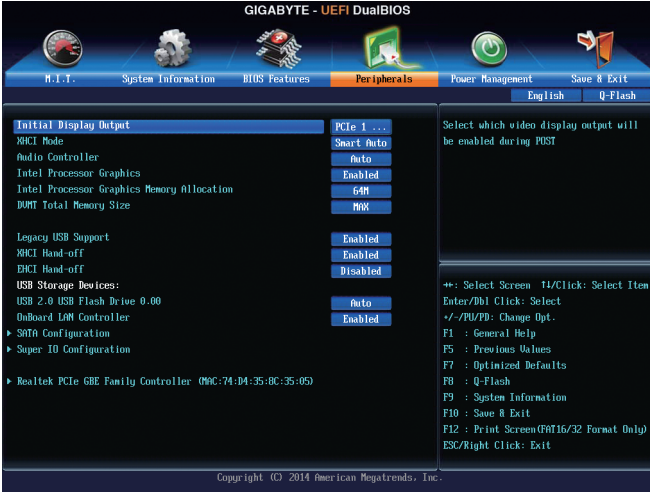 GIGABYTE - UEFI DualBIOS
M.I.T. System Information BIOS Features Peripherals Power Management Save & Exit
English Q-Flash
Initial Display Output PCIe 1 ...
XHCI Mode Smart Auto
Audio Controller Auto
Intel Processor Graphics Enabled
Intel Processor Graphics Memory Allocation 64M
DVMT Total Memory Size MAX
Legacy USB Support Enabled
XHCI Hand-off Enabled
EHCI Hand-off Disabled
USB Storage Devices:
USB 2.0 USB Flash Drive 0.00 Auto
OnBoard LAN Controller Enabled
SATA Configuration
Super IO Configuration
Realtek PCIe GBE Family Controller (MAC:74:D4:35:8C:35:05)
Select which video display output will
be enabled during POST
→←: Select Screen ↑↓/Click: Select Item
Enter/Dbl Click: Select
+/-/PU/PD: Change Opt.
F1 : General Help
F5 : Previous Values
F7 : Optimized Defaults
F8 : Q-Flash
F9 : System Information
F10 : Save & Exit
F12 : Print Screen(FAT16/32 Format Only)
ESC/Right Click: Exit
Copyright (C) 2014 American Megatrends, Inc.